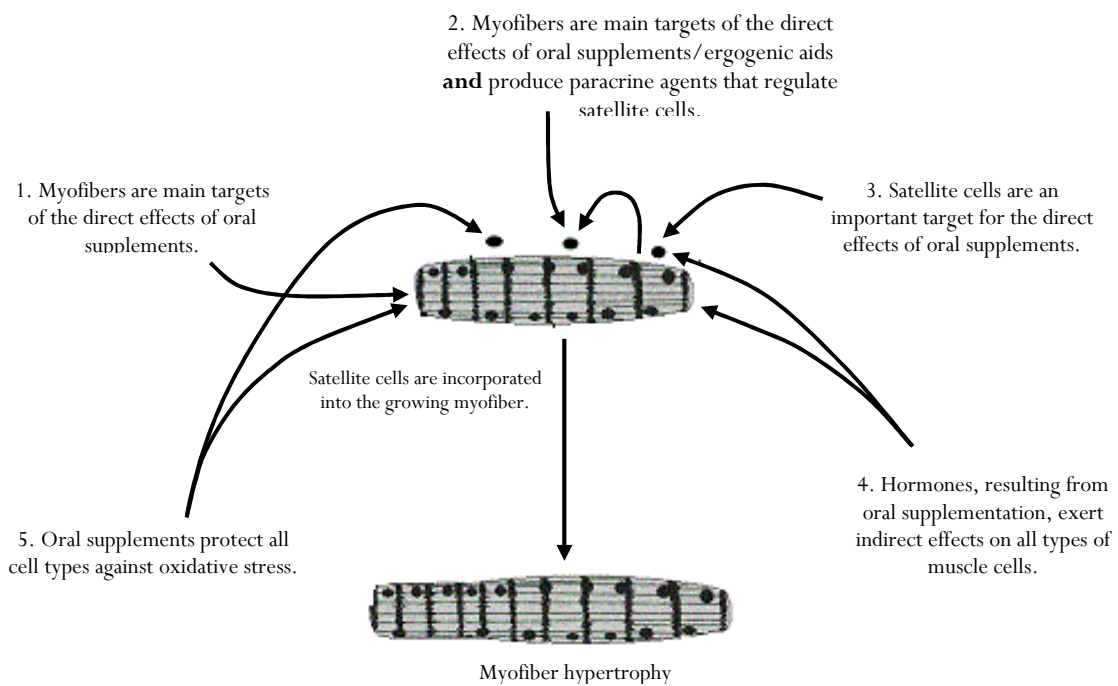 2. Myofibers are main targets of the direct
effects of oral supplements/ergogenic aids
and produce paracrine agents that regulate
satellite cells.
1. Myofibers are main targets
of the direct effects of oral
supplements.
3. Satellite cells are an
important target for the direct
effects of oral supplements.
Satellite cells are incorporated
into the growing myofiber.
4. Hormones, resulting from
oral supplementation, exert
indirect effects on all types of
muscle cells.
5. Oral supplements protect all
cell types against oxidative stress.
Myofiber hypertrophy